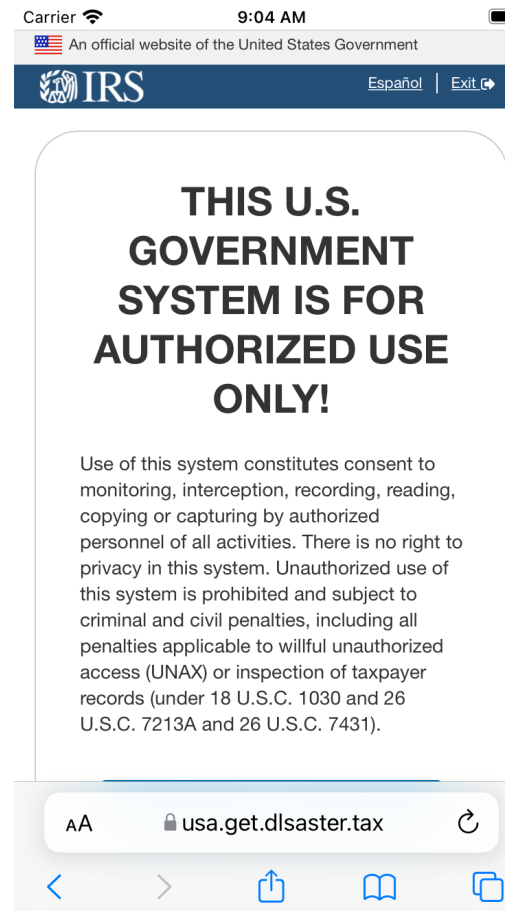 Carrier 9:04 AM
An official website of the United States Government
IRS Español Exit
THIS U.S.
GOVERNMENT
SYSTEM IS FOR
AUTHORIZED USE
ONLY!
Use of this system constitutes consent to
monitoring, interception, recording, reading,
copying or capturing by authorized
personnel of all activities. There is no right to
privacy in this system. Unauthorized use of
this system is prohibited and subject to
criminal and civil penalties, including all
penalties applicable to willful unauthorized
access (UNAX) or inspection of taxpayer
records (under 18 U.S.C. 1030 and 26
U.S.C. 7213A and 26 U.S.C. 7431).
AA usa.get.dlsaster.tax